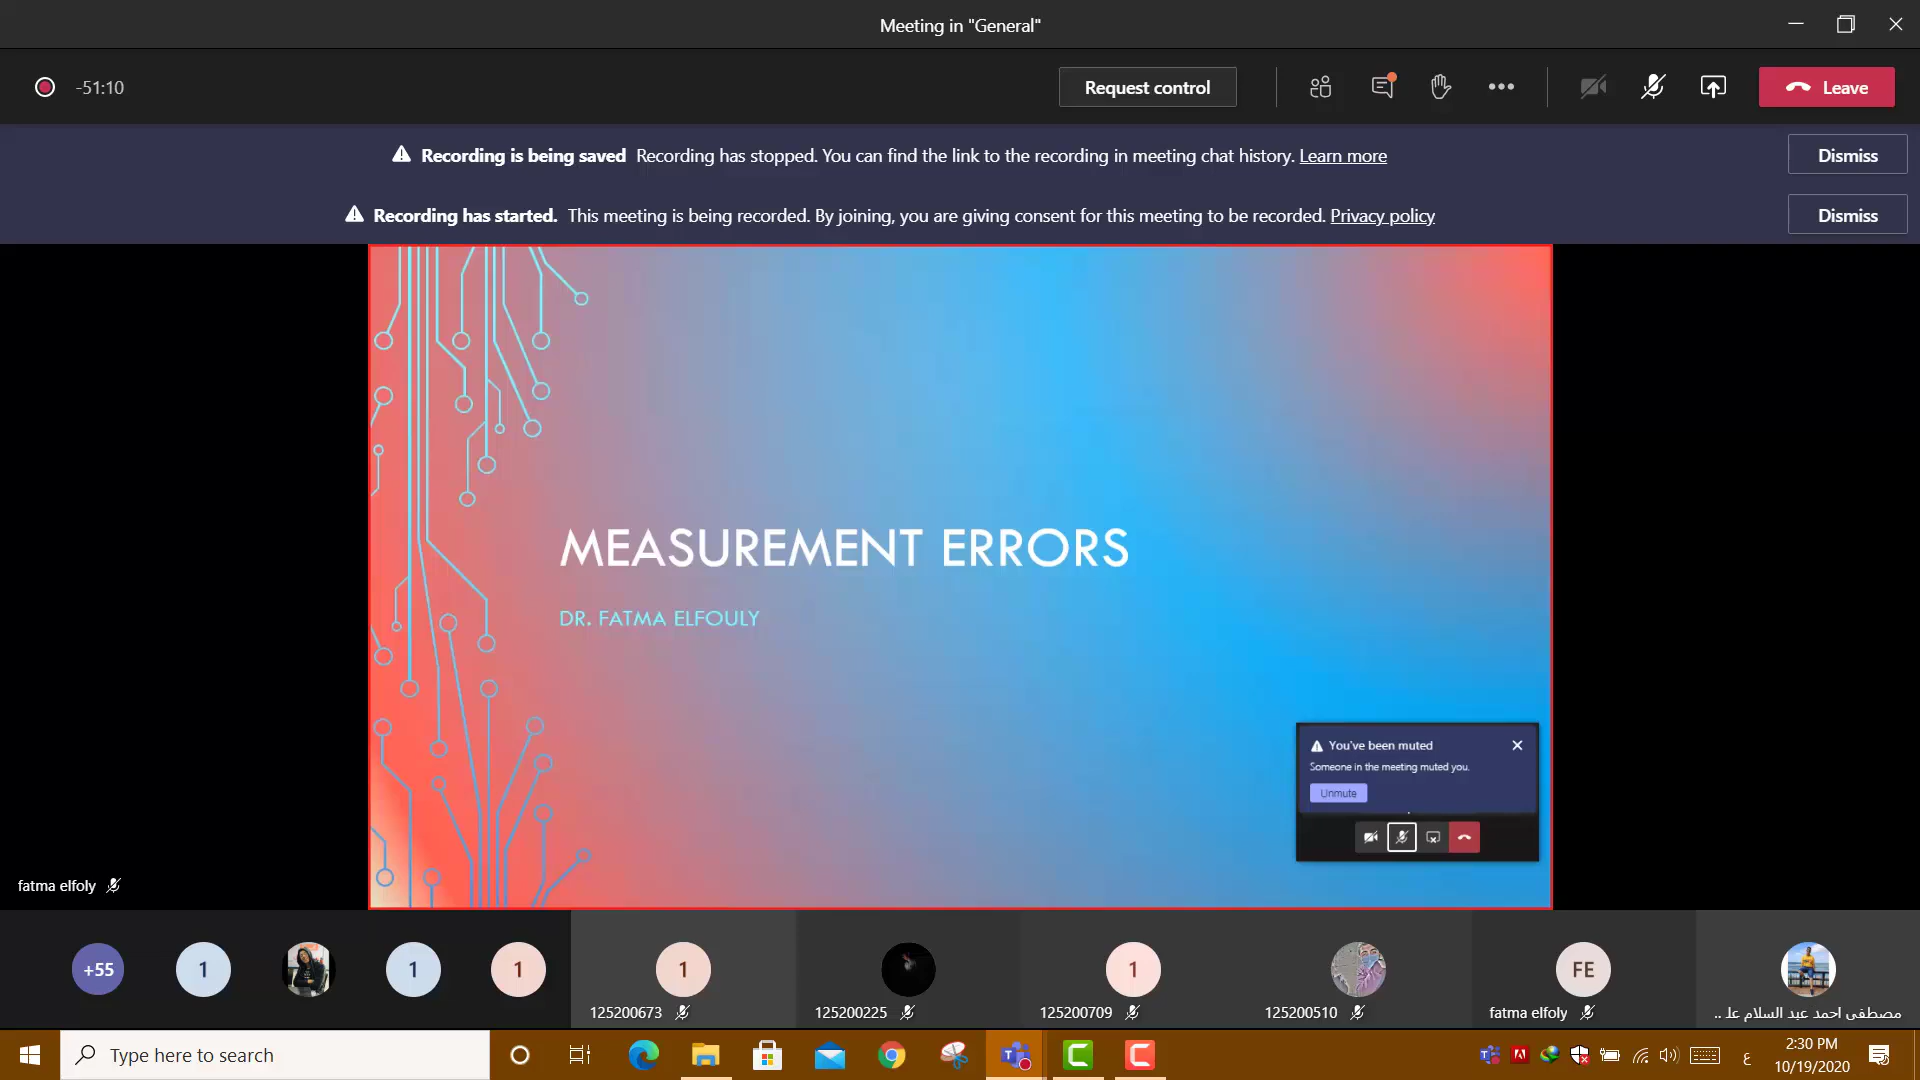 Meeting in "General"
-51:10
Request control
Leave
Recording is being saved Recording has stopped. You can find the link to the recording in meeting chat history. Learn more
Dismiss
Recording has started. This meeting is being recorded. By joining, you are giving consent for this meeting to be recorded. Privacy policy
Dismiss
MEASUREMENT ERRORS
DR. FATMA ELFOULY
You've been muted
Someone in the meeting muted you.
Unmute
fatma elfoly
+55
1
1
1
1
1
FE
125200673
125200225
125200709
125200510
fatma elfoly
مصطفى احمد عبد السلام علـ ..
Type here to search
ع
2:30 PM
10/19/2020